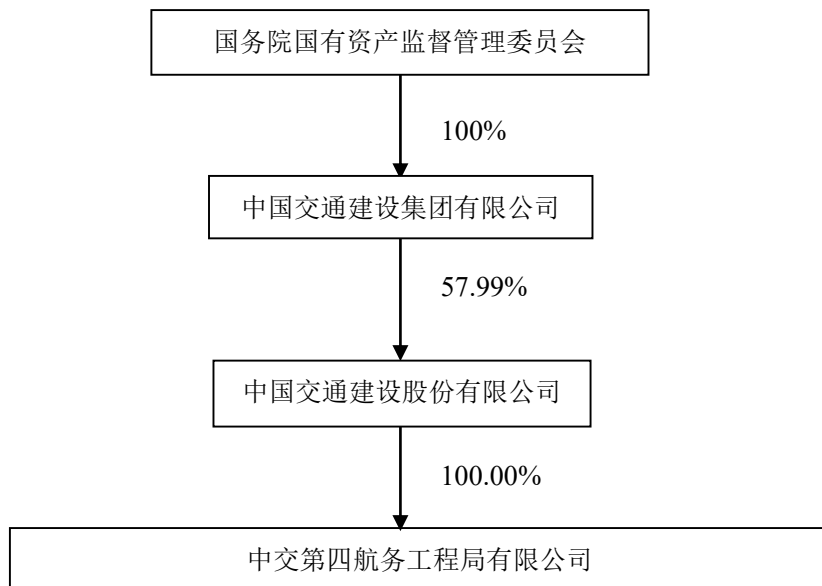 国务院国有资产监督管理委员会
100%
中国交通建设集团有限公司
57.99%
中国交通建设股份有限公司
100.00%
中交第四航务工程局有限公司